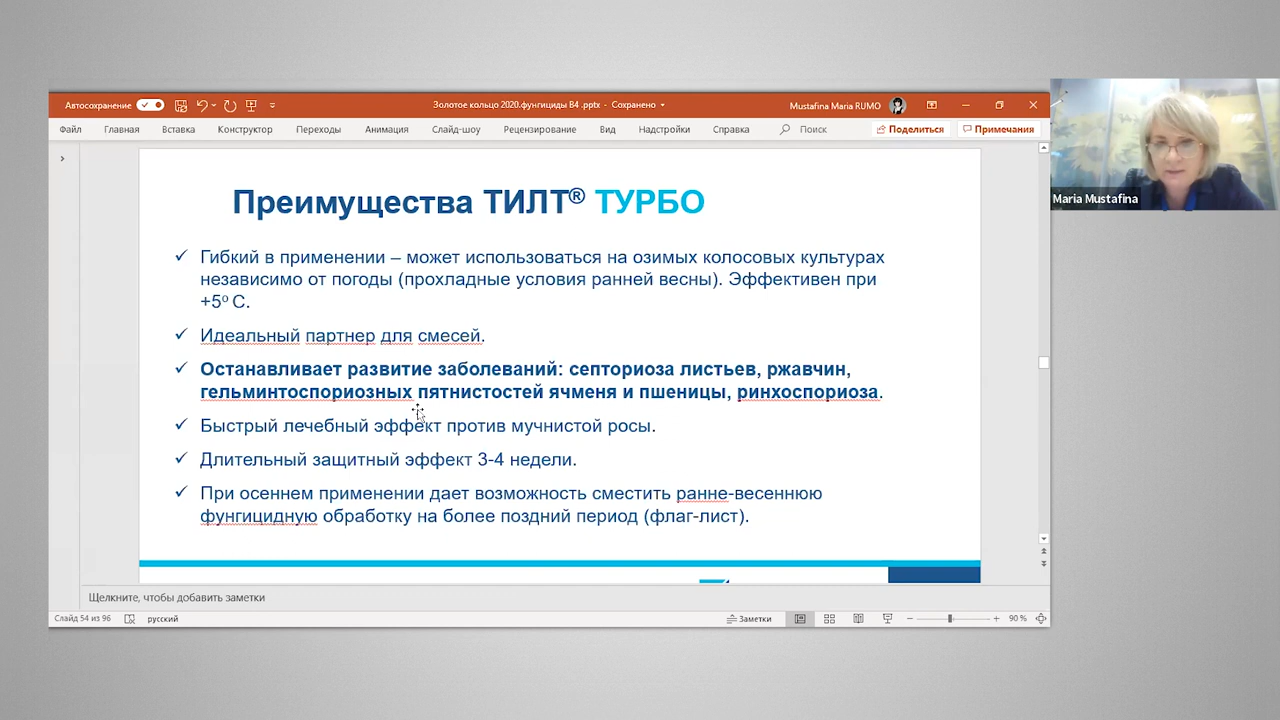 Автосохранение
Золотое кольцо 2020.фунгициды В4 .pptx - Сохранено
Mustafina Maria RUMO
Файл Главная Вставка Конструктор Переходы Анимация Слайд-шоу Рецензирование Вид Надстройки Справка Поиск Поделиться Примечания
Преимущества ТИЛТ® ТУРБО
✓ Гибкий в применении – может использоваться на озимых колосовых культурах
независимо от погоды (прохладные условия ранней весны). Эффективен при
+5º С.
✓ Идеальный партнер для смесей.
✓ Останавливает развитие заболеваний: септориоза листьев, ржавчин,
гельминтоспориозных пятнистостей ячменя и пшеницы, ринхоспориоза.
✓ Быстрый лечебный эффект против мучнистой росы.
✓ Длительный защитный эффект 3-4 недели.
✓ При осеннем применении дает возможность сместить ранне-весеннюю
фунгицидную обработку на более поздний период (флаг-лист).
Щелкните, чтобы добавить заметки
Слайд 54 из 96 русский Заметки 90 %
Maria Mustafina